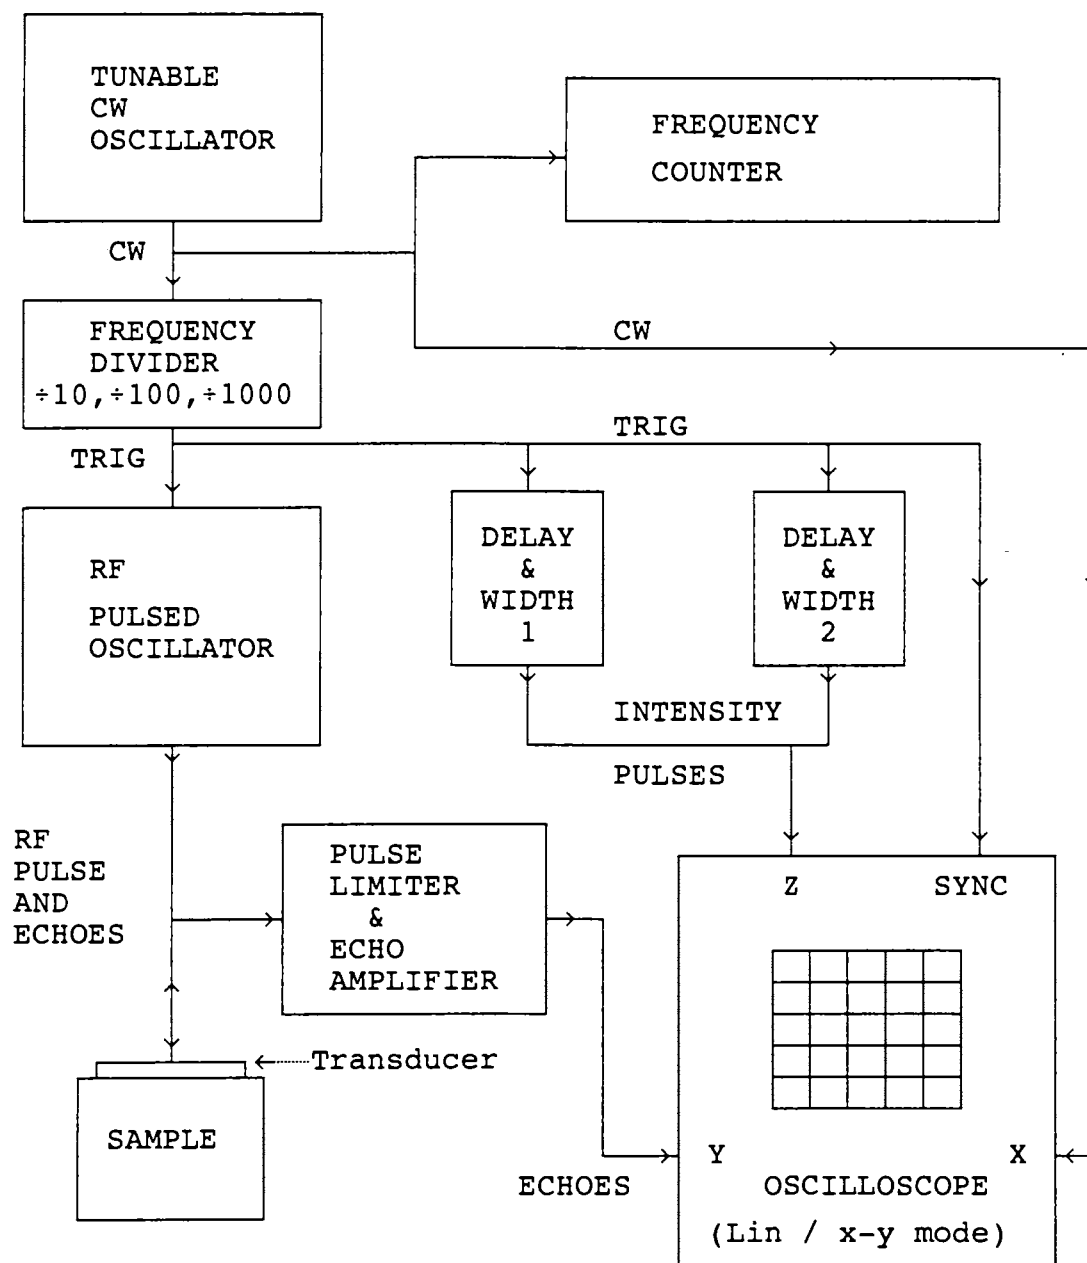 TUNABLE
CW
OSCILLATOR
FREQUENCY
COUNTER
CW
FREQUENCY
DIVIDER
÷10,÷100,÷1000
CW
TRIG
TRIG
RF
PULSED
OSCILLATOR
DELAY
&
WIDTH
1
DELAY
&
WIDTH
2
INTENSITY
PULSES
RF
PULSE
AND
ECHOES
PULSE
LIMITER
&
ECHO
AMPLIFIER
Z
SYNC
Transducer
SAMPLE
Y
X
ECHOES
OSCILLOSCOPE
(Lin / x-y mode)